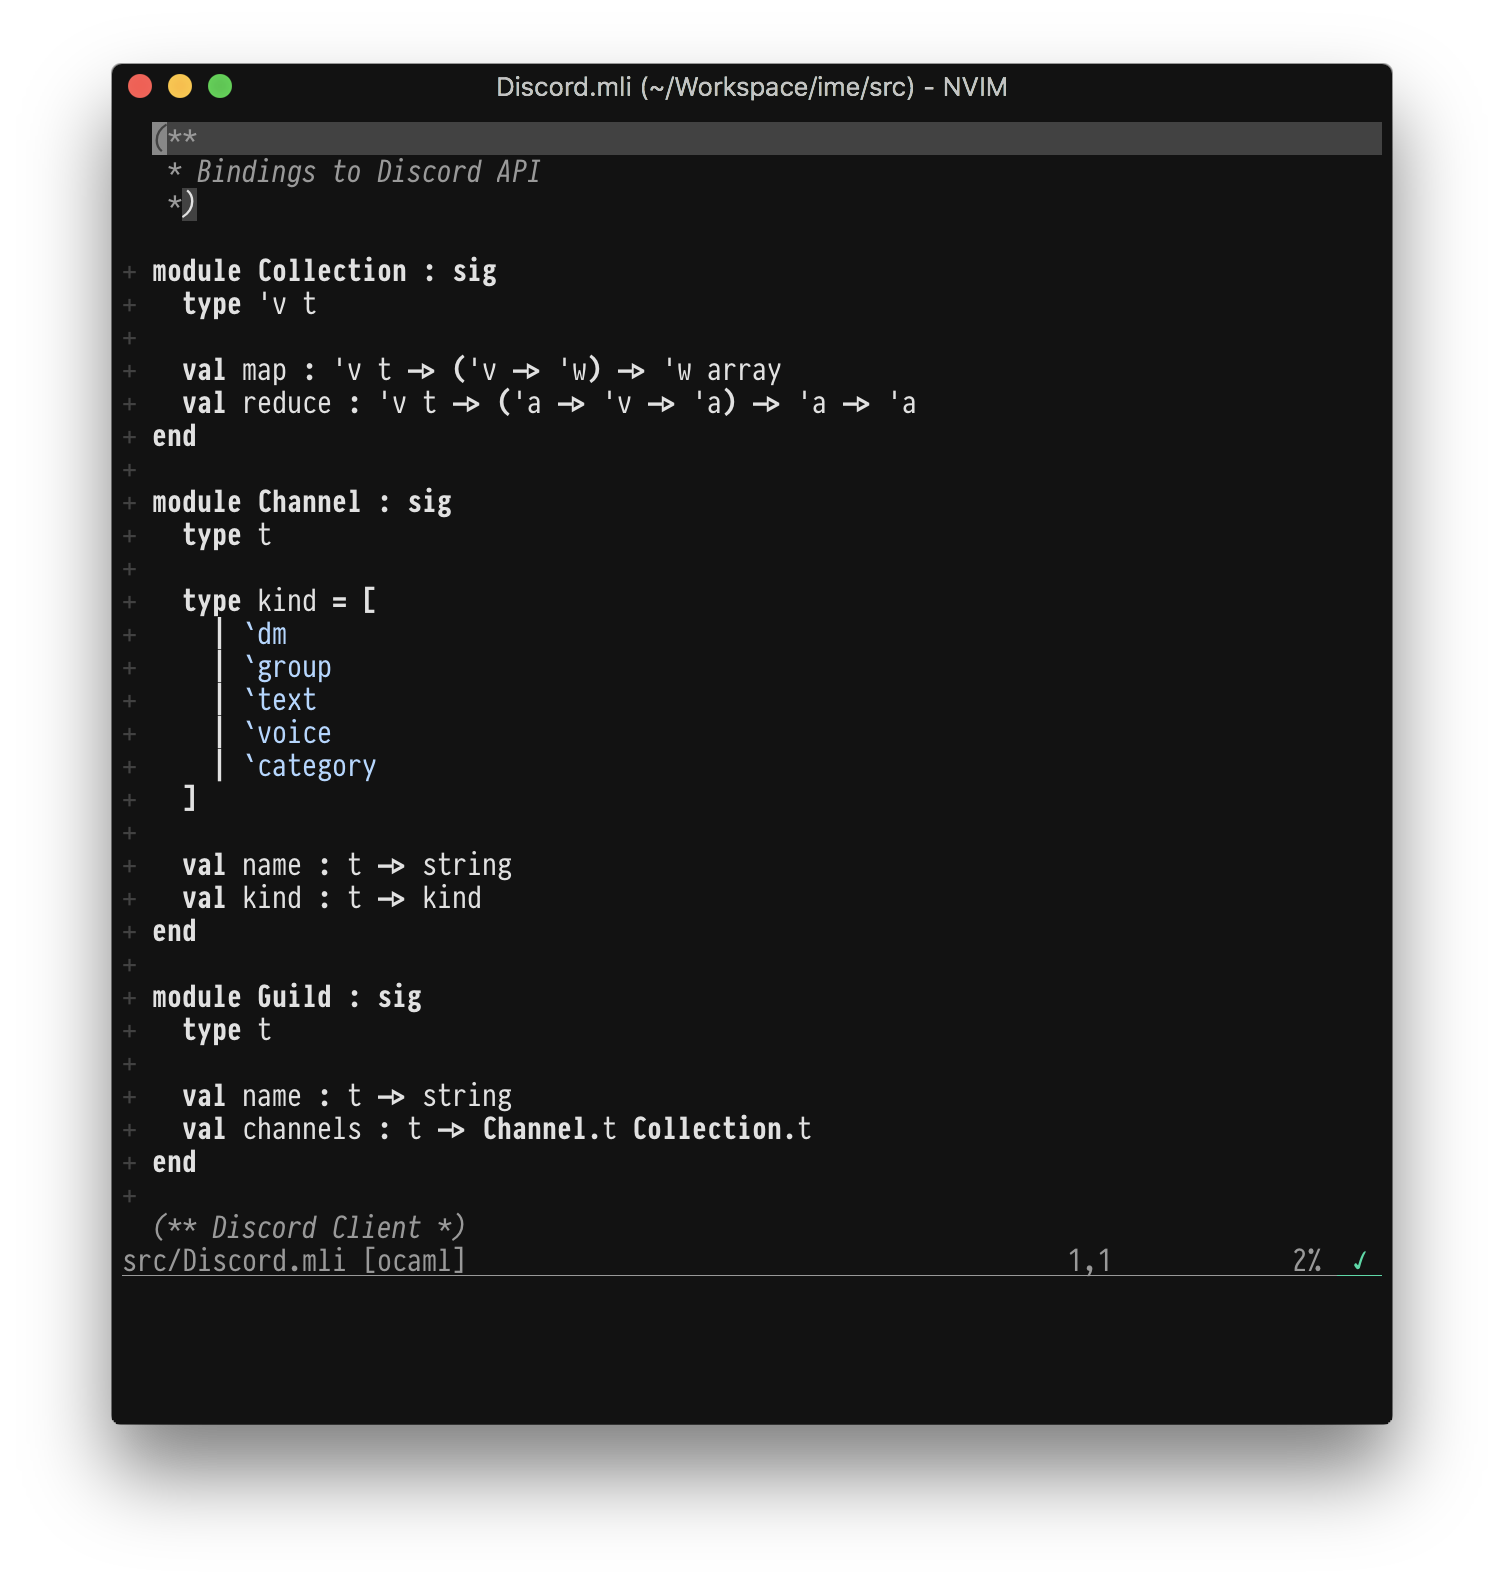 Discord.mli (~/Workspace/ime/src) - NVIM
(**
 * Bindings to Discord API
 *)
+ module Collection : sig
+   type 'v t
+
+   val map : 'v t -> ('v -> 'w) -> 'w array
+   val reduce : 'v t -> ('a -> 'v -> 'a) -> 'a -> 'a
+ end
+
+ module Channel : sig
+   type t
+
+   type kind = [
+     | `dm
+     | `group
+     | `text
+     | `voice
+     | `category
+   ]
+
+   val name : t -> string
+   val kind : t -> kind
+ end
+
+ module Guild : sig
+   type t
+
+   val name : t -> string
+   val channels : t -> Channel.t Collection.t
+ end
+
(** Discord Client *)
src/Discord.mli [ocaml] 1,1 2% ✓